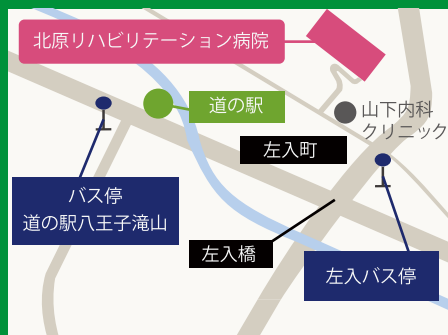 北原リハビリテーション病院
道の駅
山下内科
クリニック
左入町
バス停
道の駅八王子滝山
左入橋
左入バス停